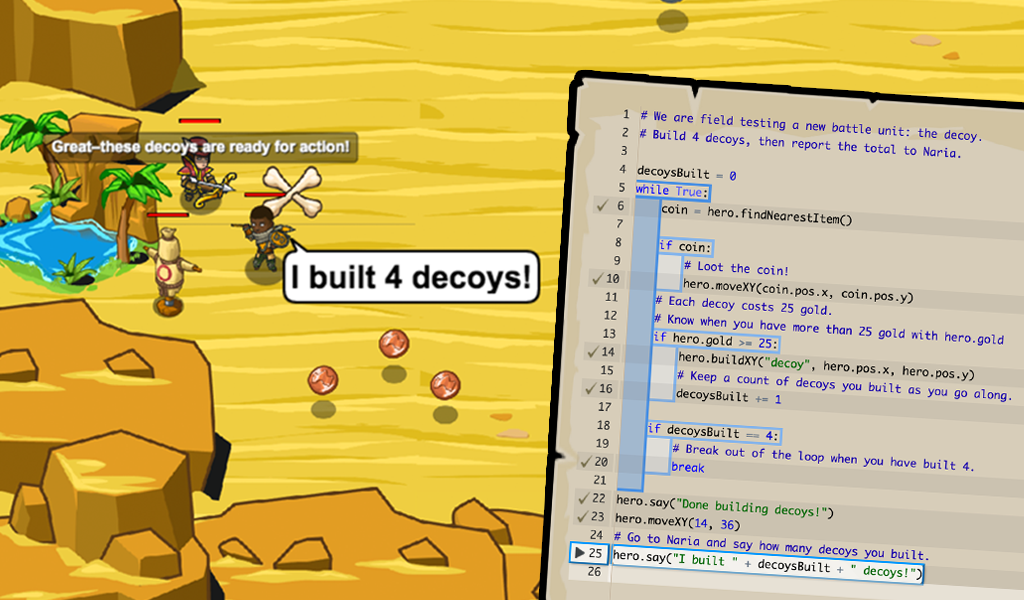 Great–these decoys are ready for action!
I built 4 decoys!
1 # We are field testing a new battle unit: the decoy.
2 # Build 4 decoys, then report the total to Naria.
3
4 decoysBuilt = 0
5 while True:
6 coin = hero.findNearestItem()
7
8 if coin:
9 # Loot the coin!
10 hero.moveXY(coin.pos.x, coin.pos.y)
11 # Each decoy costs 25 gold.
12 # Know when you have more than 25 gold with hero.gold
13 if hero.gold >= 25:
14 hero.buildXY("decoy", hero.pos.x, hero.pos.y)
15 # Keep a count of decoys you built as you go along.
16 decoysBuilt += 1
17
18 if decoysBuilt == 4:
19 # Break out of the loop when you have built 4.
20 break
21
22 hero.say("Done building decoys!")
23 hero.moveXY(14, 36)
24 # Go to Naria and say how many decoys you built.
25 hero.say("I built " + decoysBuilt + " decoys!")
26